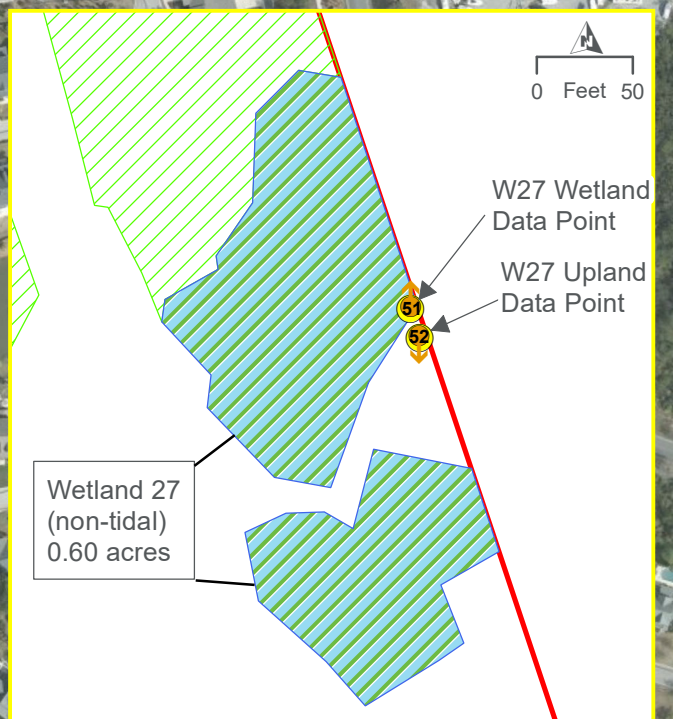 N
0 Feet 50
W27 Wetland
Data Point
W27 Upland
Data Point
51
52
Wetland 27
(non-tidal)
0.60 acres